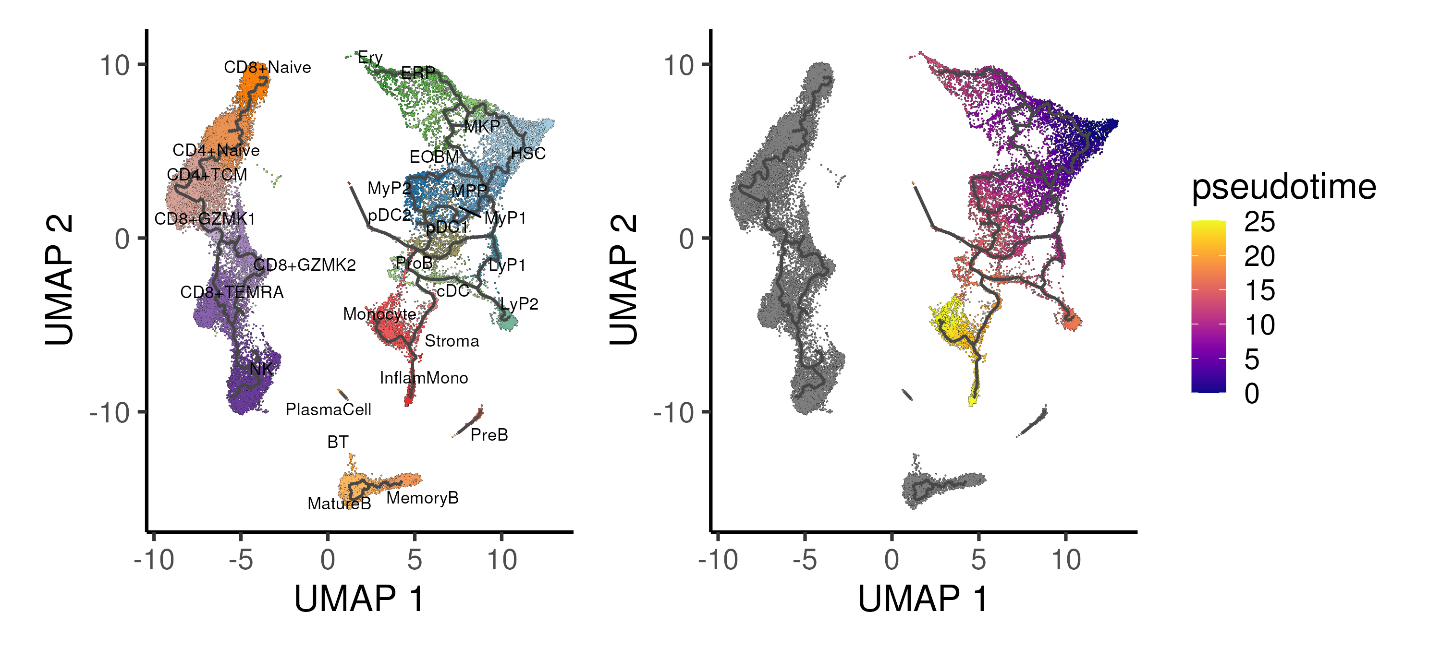 CD8+Naive
CD4+Naive
CD4+TCM
CD8+GZMK1
CD8+GZMK2
CD8+TEMRA
NK
Ery
ERP
MKP
EOBM
HSC
MyP2
MPP
pDC2
MyP1
pDC1
ProB
LyP1
cDC
LyP2
Monocyte
Stroma
InflamMono
PlasmaCell
PreB
BT
MatureB
MemoryB
10
0
-10
-10
-5
0
5
10
UMAP 1
UMAP 2
10
0
-10
-10
-5
0
5
10
UMAP 1
UMAP 2
pseudotime
25
20
15
10
5
0